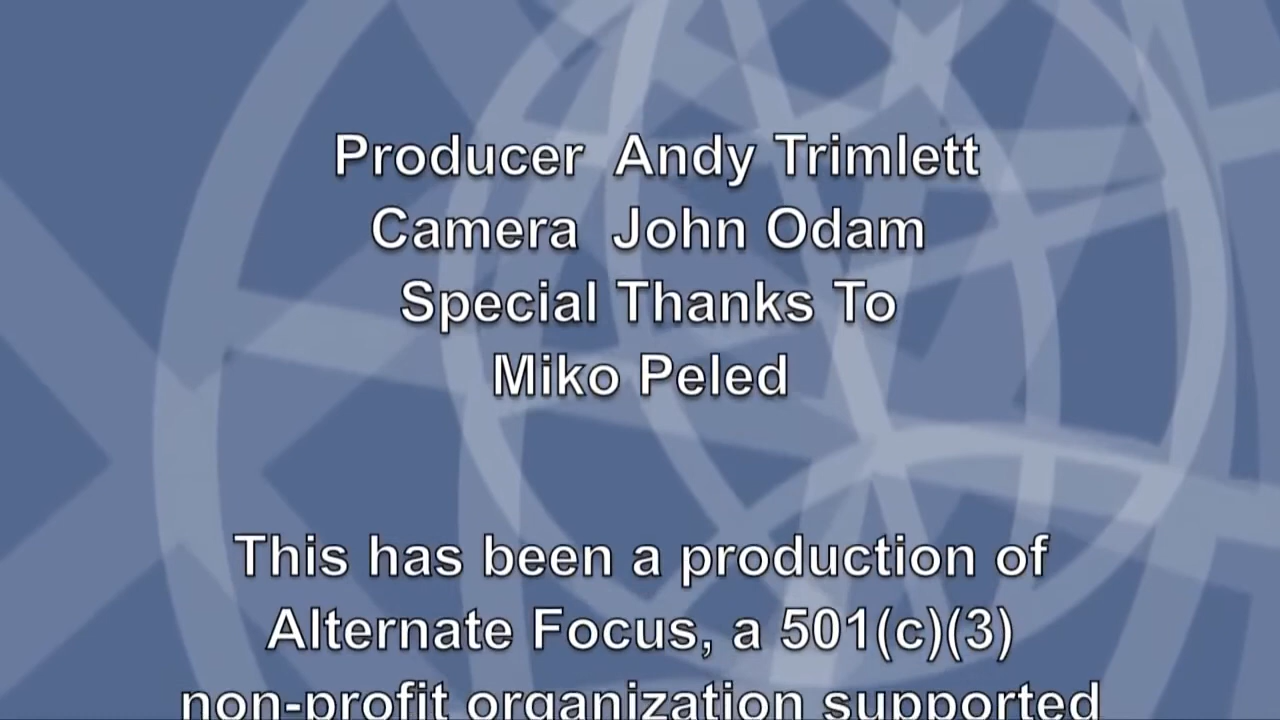 Producer  Andy Trimlett
Camera  John Odam
Special Thanks To
Miko Peled
This has been a production of
Alternate Focus, a 501(c)(3)
non-profit organization supported